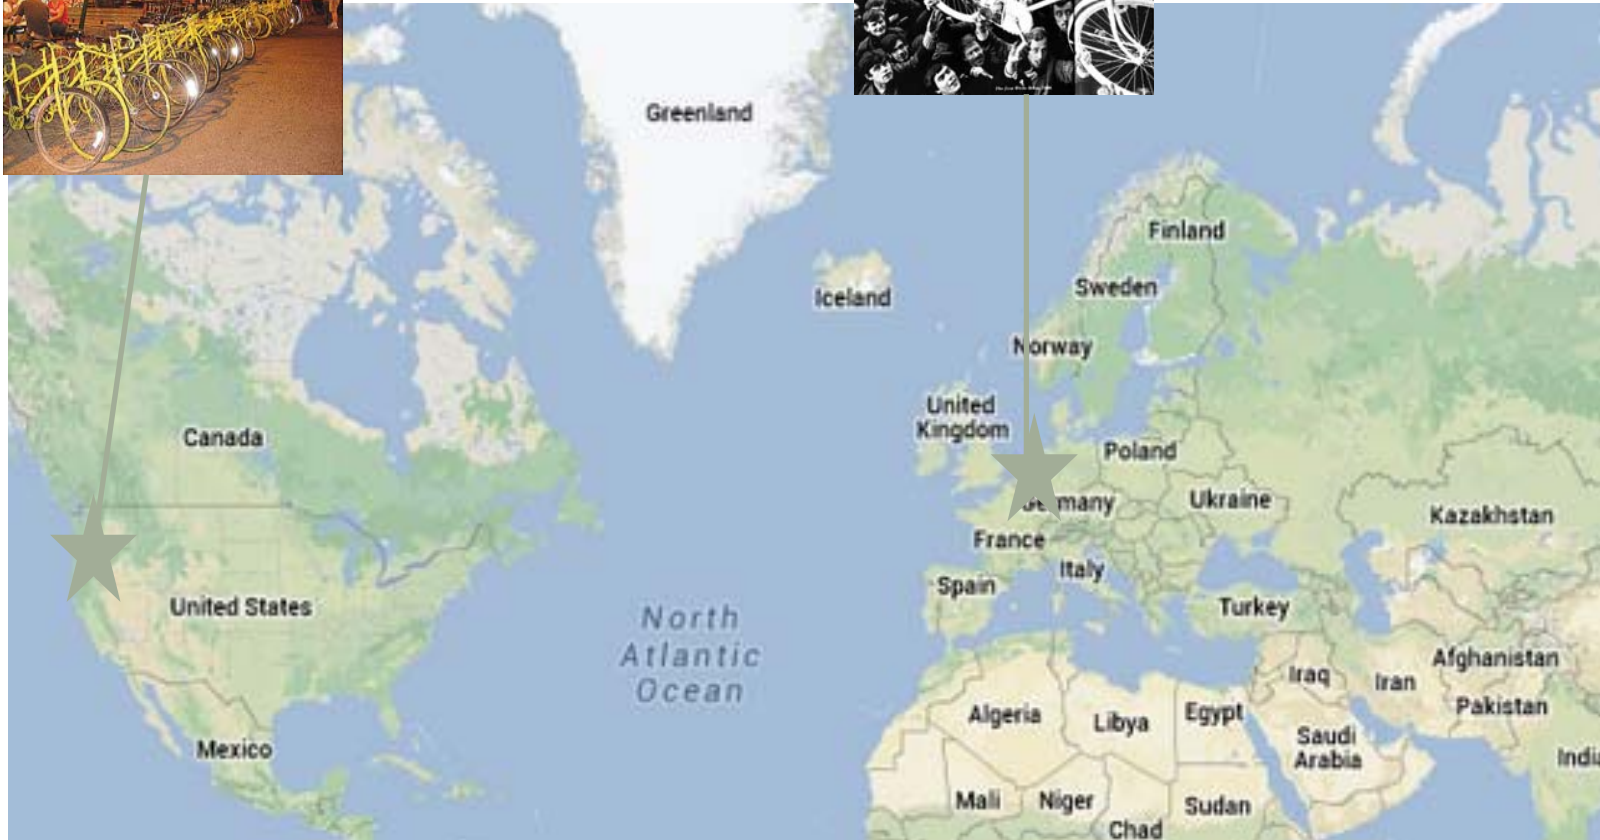 Greenland
Finland
Sweden
Iceland
Norway
United
Kingdom
Canada
Poland
Germany
Ukraine
Kazakhstan
France
Italy
Spain
United States
Turkey
North
Atlantic
Ocean
Afghanistan
Iraq
Iran
Pakistan
Algeria
Libya
Egypt
Saudi
Arabia
Mexico
Mali
Niger
Sudan
Chad